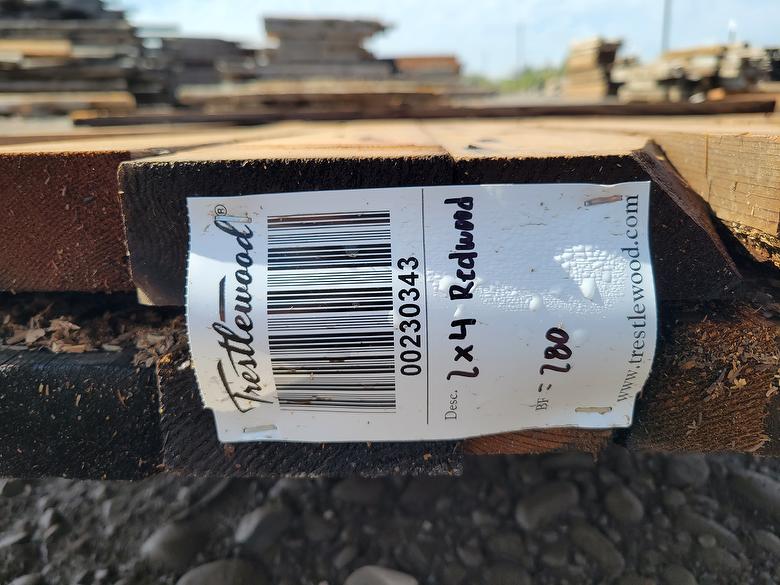 Trestlewood®
00230343
Desc. 2x4 Redwood
BF = 280
www.trestlewood.com